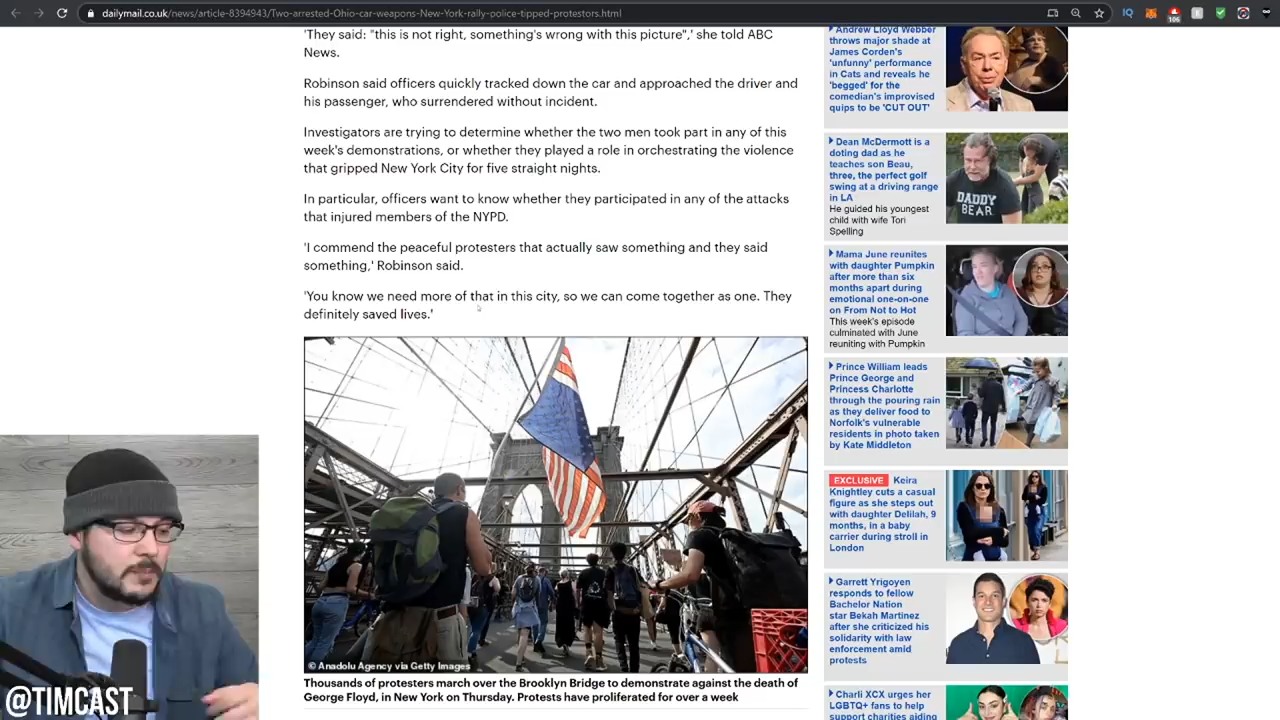 dailymail.co.uk/news/article-8394943/Two-arrested-Ohio-car-weapons-New-York-rally-police-tipped-protestors.html
106
'They said: "this is not right, something's wrong with this picture",' she told ABC
News.
Robinson said officers quickly tracked down the car and approached the driver and
his passenger, who surrendered without incident.
Investigators are trying to determine whether the two men took part in any of this
week's demonstrations, or whether they played a role in orchestrating the violence
that gripped New York City for five straight nights.
In particular, officers want to know whether they participated in any of the attacks
that injured members of the NYPD.
'I commend the peaceful protesters that actually saw something and they said
something,' Robinson said.
'You know we need more of that in this city, so we can come together as one. They
definitely saved lives.'
© Anadolu Agency via Getty Images
Thousands of protesters march over the Brooklyn Bridge to demonstrate against the death of
George Floyd, in New York on Thursday. Protests have proliferated for over a week
Andrew Lloyd Webber
throws major shade at
James Corden's
'unfunny' performance
in Cats and reveals he
'begged' for the
comedian's improvised
quips to be 'CUT OUT'
Dean McDermott is a
doting dad as he
teaches son Beau,
three, the perfect golf
swing at a driving range
in LA
He guided his youngest
child with wife Tori
Spelling
DADDY
BEAR
Mama June reunites
with daughter Pumpkin
after more than six
months apart during
emotional one-on-one
on From Not to Hot
This week's episode
culminated with June
reuniting with Pumpkin
Prince William leads
Prince George and
Princess Charlotte
through the pouring rain
as they deliver food to
Norfolk's vulnerable
residents in photo taken
by Kate Middleton
EXCLUSIVE Keira
Knightley cuts a casual
figure as she steps out
with daughter Delilah, 9
months, in a baby
carrier during stroll in
London
Garrett Yrigoyen
responds to fellow
Bachelor Nation
star Bekah Martinez
after she criticized his
solidarity with law
enforcement amid
protests
Charli XCX urges her
LGBTQ+ fans to help
support charities aiding
@TIMCAST